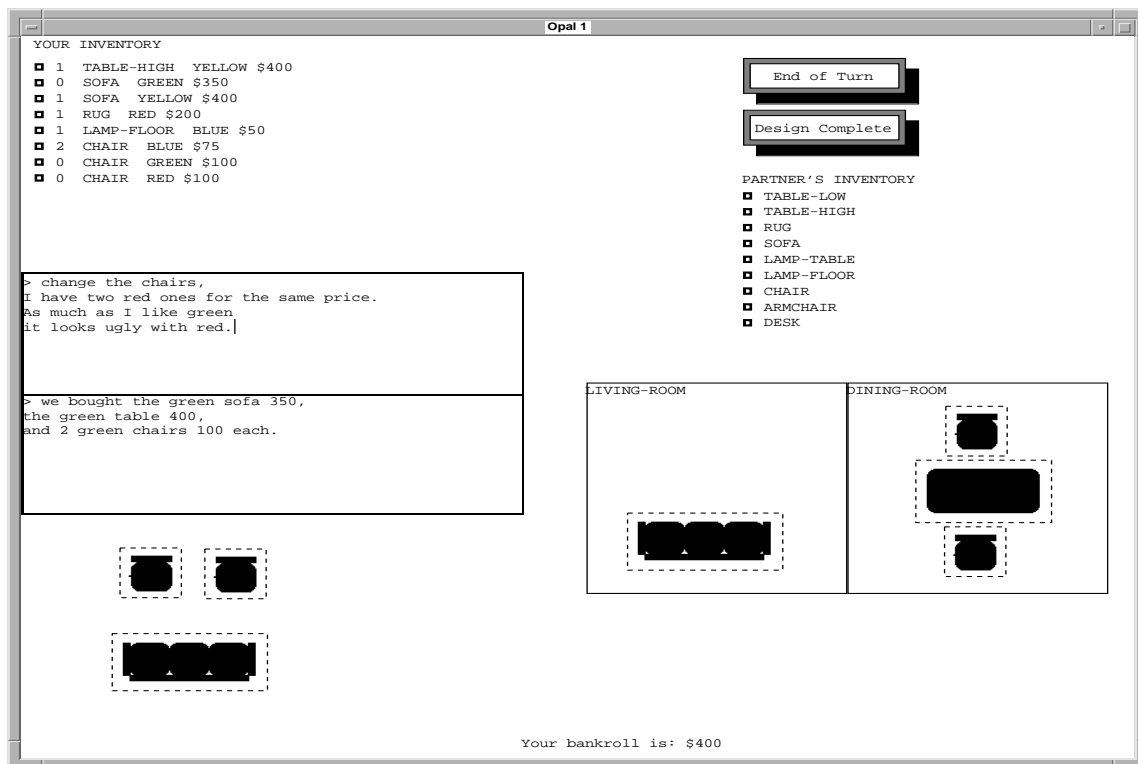 Opal 1
YOUR INVENTORY
1 TABLE-HIGH YELLOW $400
0 SOFA GREEN $350
1 SOFA YELLOW $400
1 RUG RED $200
1 LAMP-FLOOR BLUE $50
2 CHAIR BLUE $75
0 CHAIR GREEN $100
0 CHAIR RED $100
End of Turn
Design Complete
PARTNER'S INVENTORY
TABLE-LOW
TABLE-HIGH
RUG
SOFA
LAMP-TABLE
LAMP-FLOOR
CHAIR
ARMCHAIR
DESK
> change the chairs,
I have two red ones for the same price.
As much as I like green
it looks ugly with red.
> we bought the green sofa 350,
the green table 400,
and 2 green chairs 100 each.
LIVING-ROOM
DINING-ROOM
Your bankroll is: $400